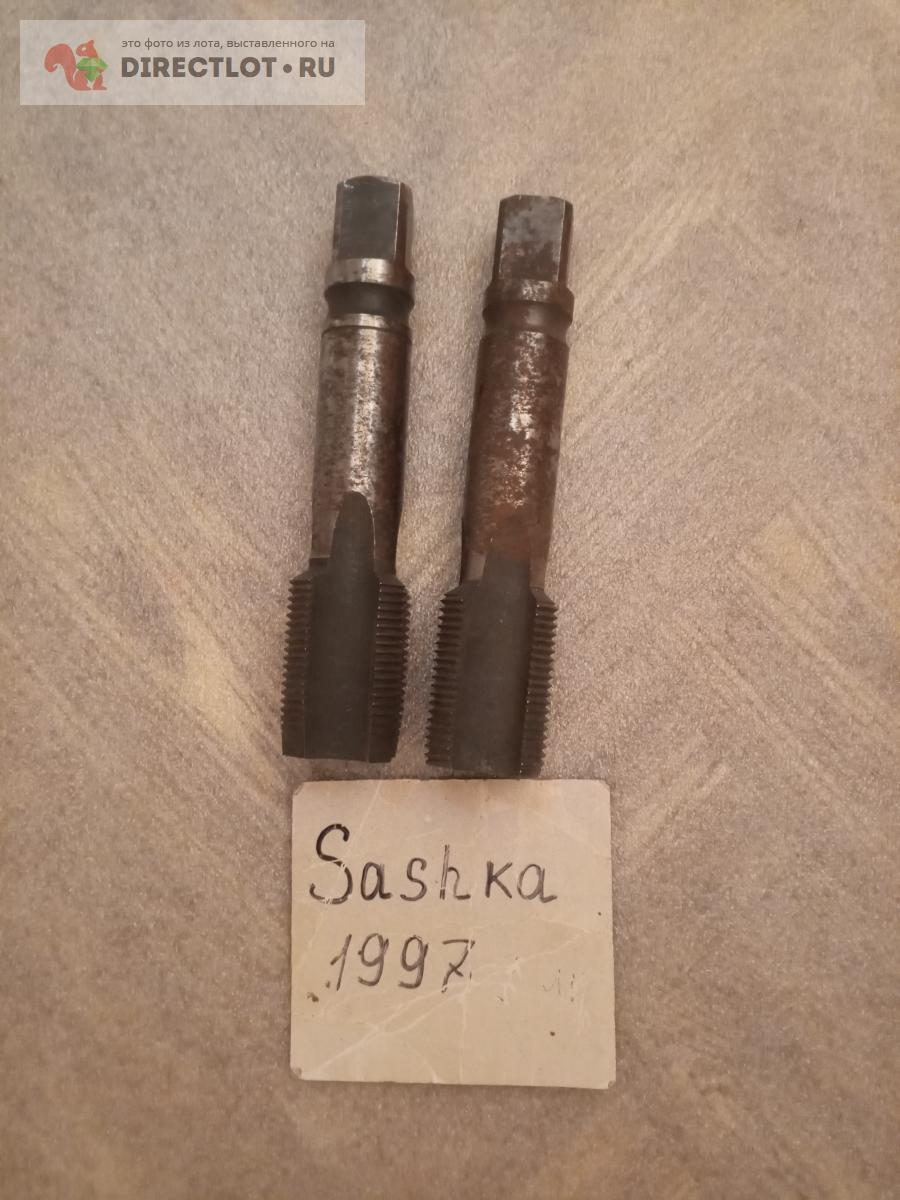 это фото из лота, выставленного на
DIRECTLOT•RU
Sashka
1997